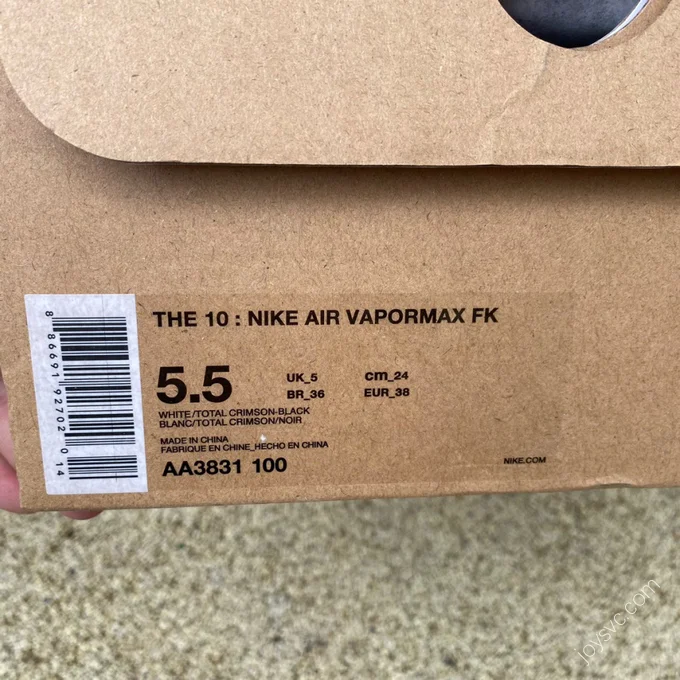 THE 10 : NIKE AIR VAPORMAX FK
5.5
UK_5
cm_24
BR_36
EUR_38
WHITE/TOTAL CRIMSON-BLACK
BLANC/TOTAL CRIMSON/NOIR
MADE IN CHINA
FABRIQUE EN CHINE_HECHO EN CHINA
AA3831 100
NIKE.COM
8 86691 92702 0 14
joysvc.com